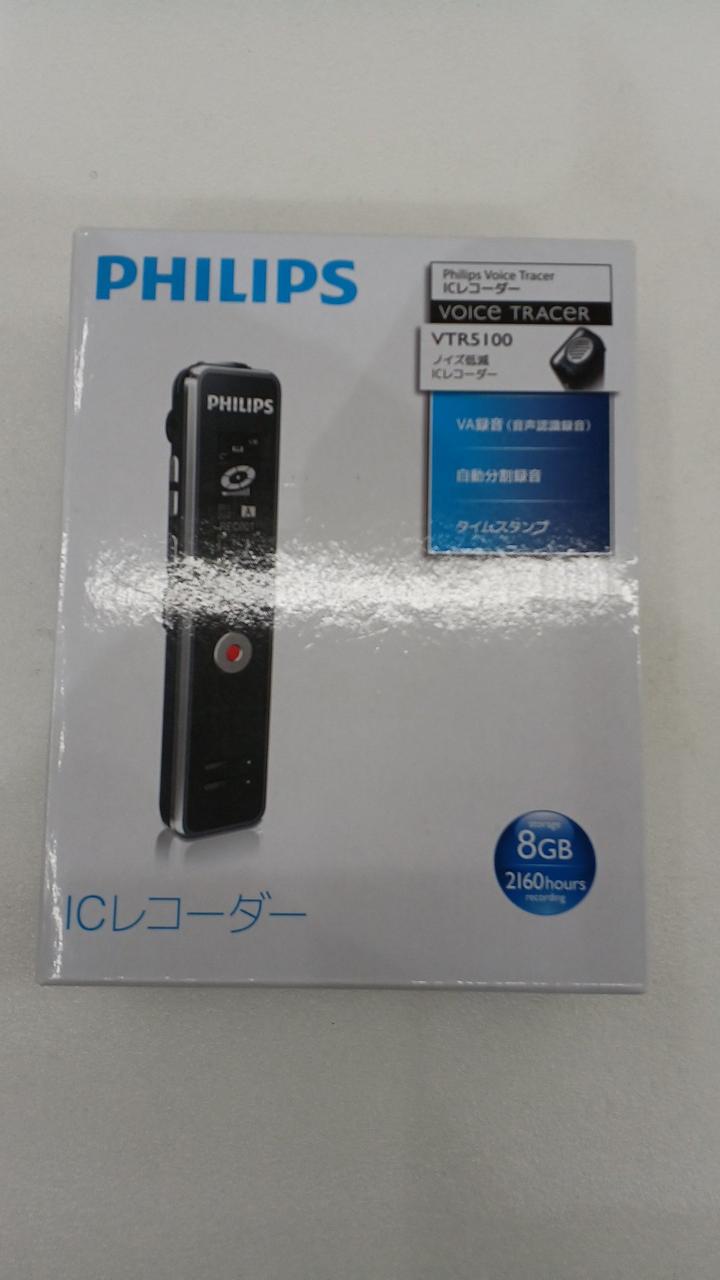 PHILIPS
Philips Voice Tracer
ICレコーダー
VOICE TRACER
VTR5100
ノイズ低減
ICレコーダー
VA録音(音声認識録音)
自動分割録音
タイムスタンプ
PHILIPS
A
storage
8GB
2160hours
recording
ICレコーダー